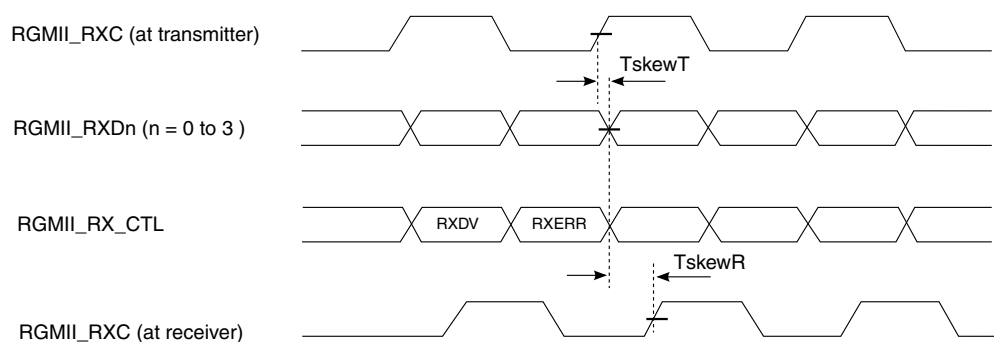 RGMII_RXC (at transmitter)
TskewT
RGMII_RXDn (n = 0 to 3 )
RGMII_RX_CTL
RXDV
RXERR
TskewR
RGMII_RXC (at receiver)